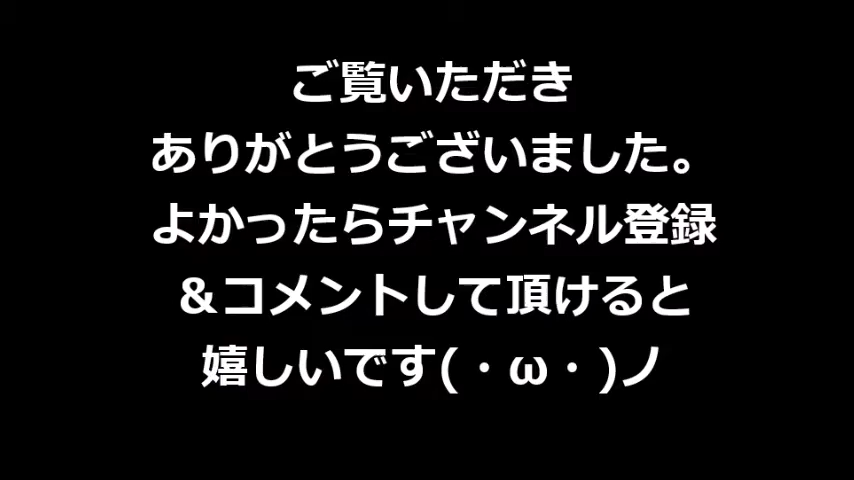 ご覧いただき
ありがとうございました。
よかったらチャンネル登録
&コメントして頂けると
嬉しいです(・ω・)ノ